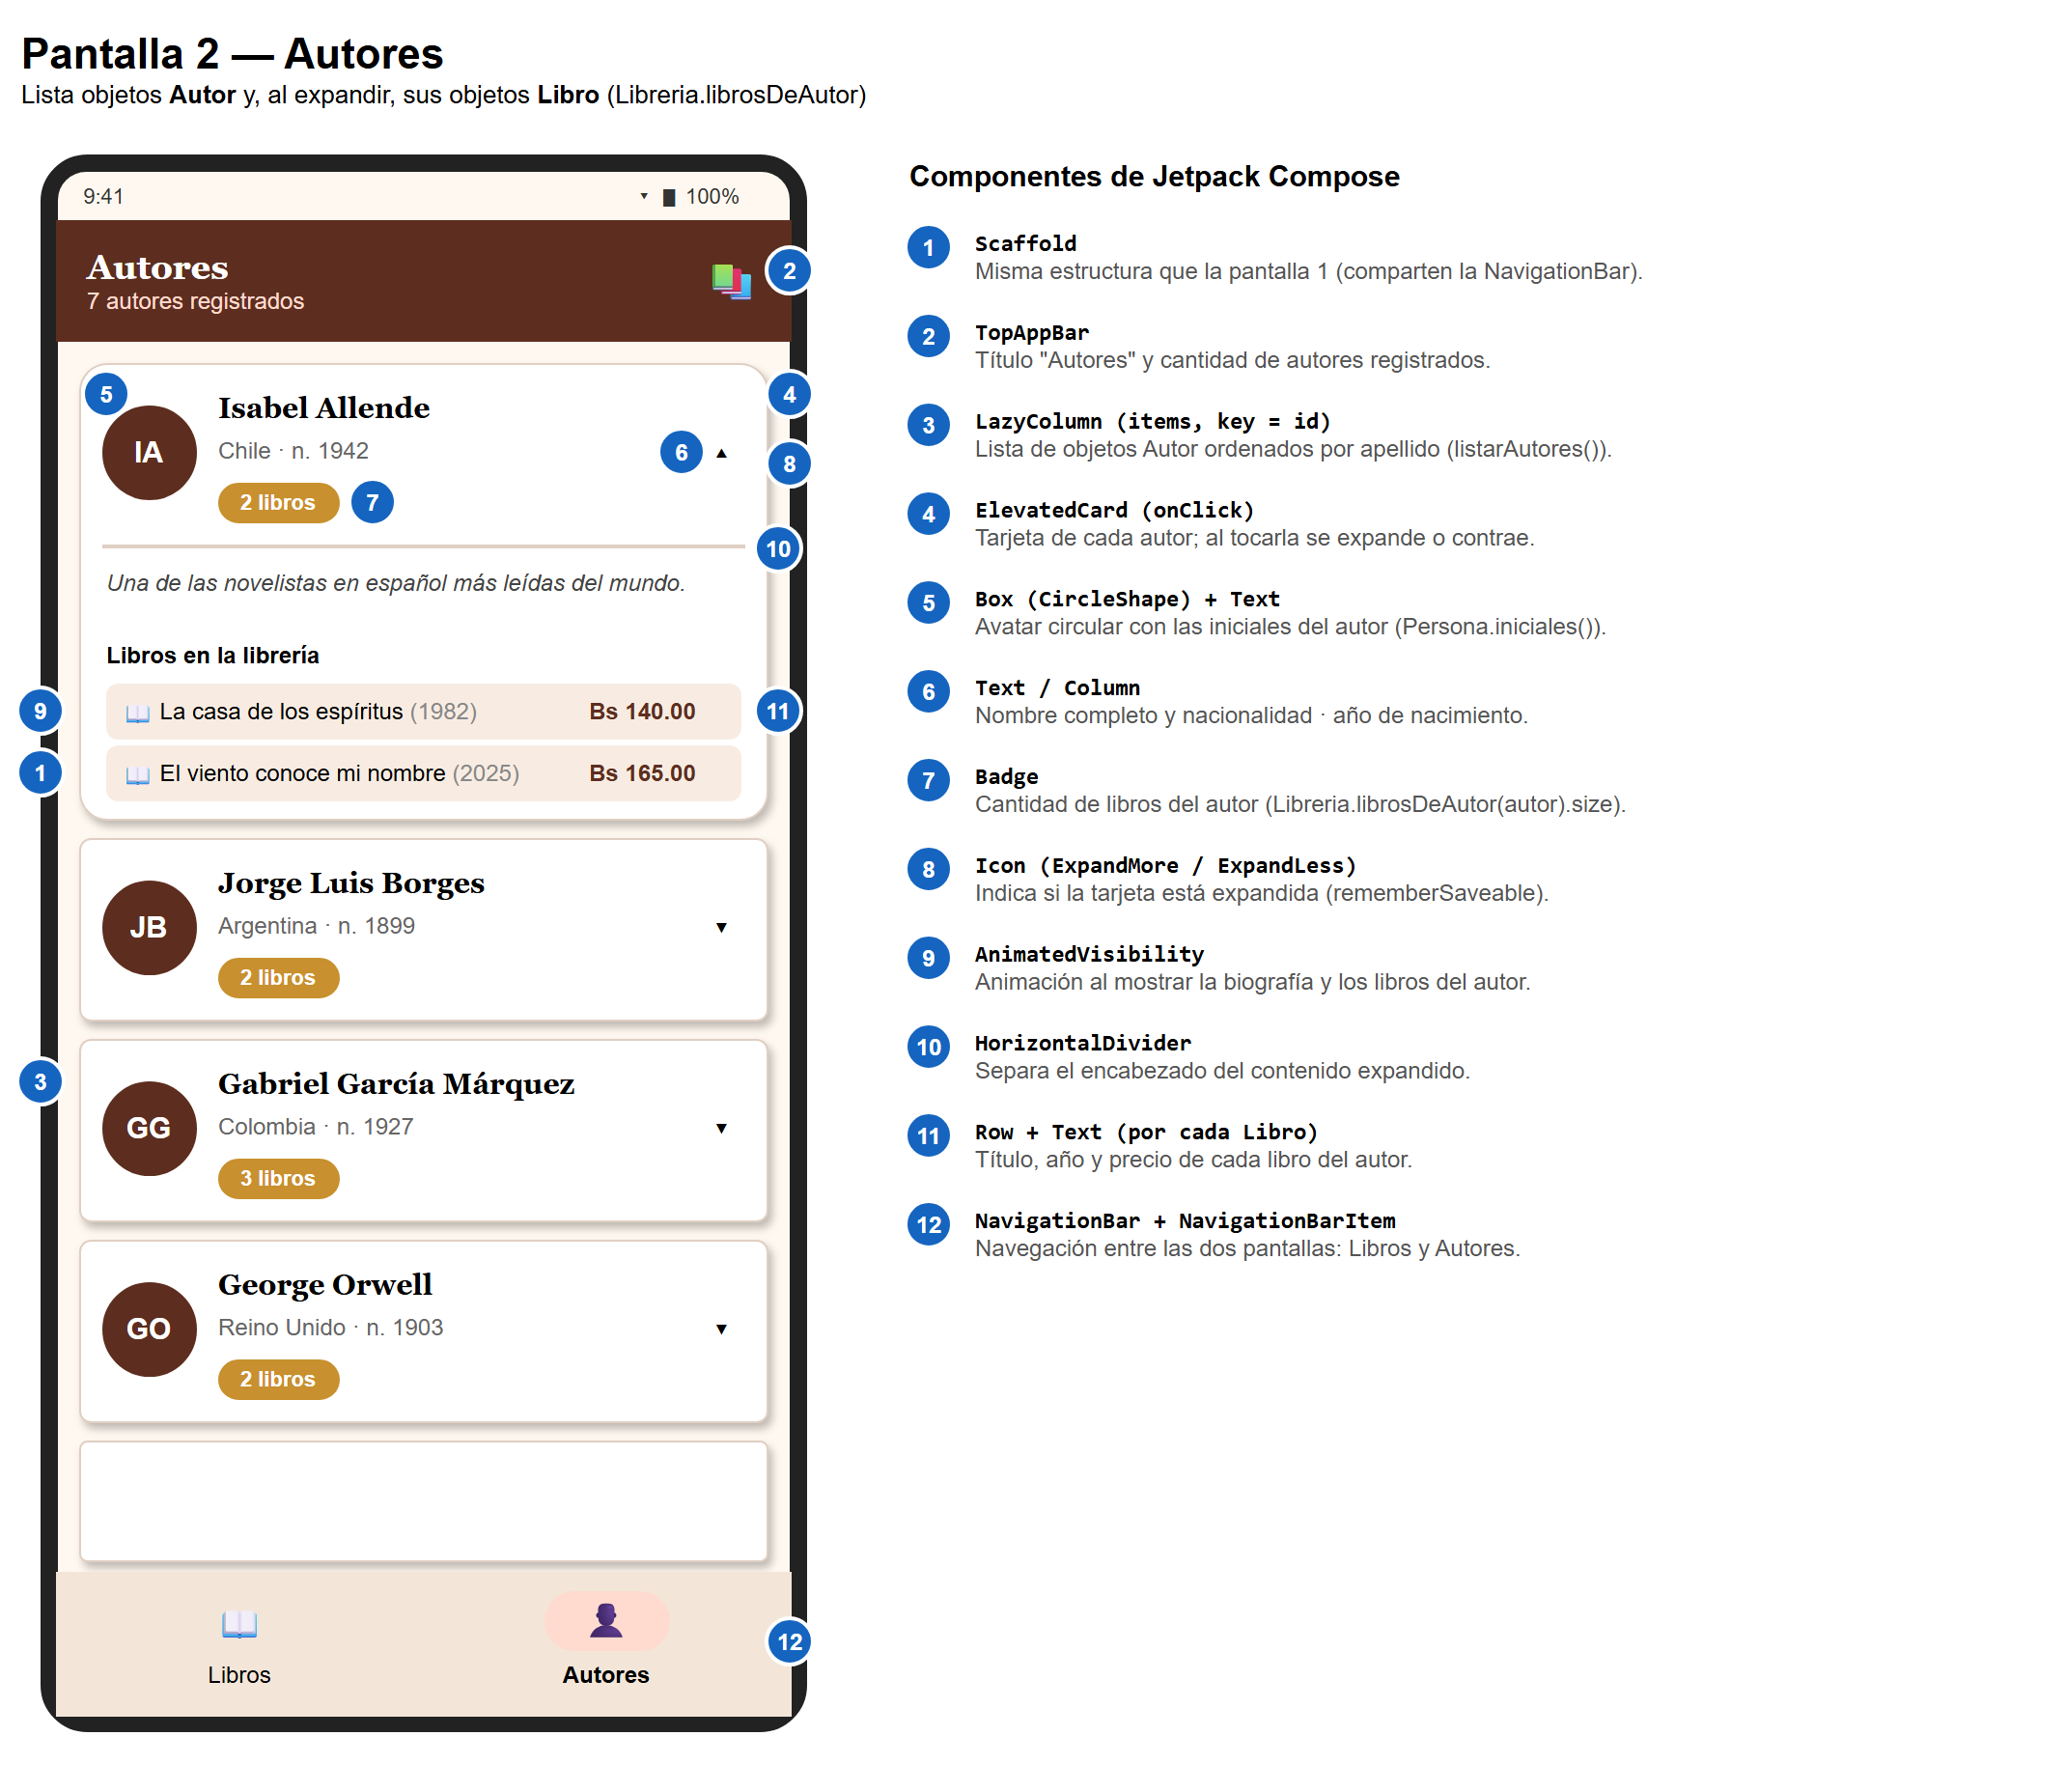 Pantalla 2 — Autores
Lista objetos Autor y, al expandir, sus objetos Libro (Libreria.librosDeAutor)
9:41
100%
Autores
7 autores registrados
2
5
IA
Isabel Allende
Chile · n. 1942
2 libros
7
6
4
8
10
Una de las novelistas en español más leídas del mundo.
Libros en la librería
9
La casa de los espíritus (1982) Bs 140.00
11
1
El viento conoce mi nombre (2025) Bs 165.00
JB
Jorge Luis Borges
Argentina · n. 1899
2 libros
3
GG
Gabriel García Márquez
Colombia · n. 1927
3 libros
GO
George Orwell
Reino Unido · n. 1903
2 libros
Libros
Autores
12
Componentes de Jetpack Compose
1 Scaffold
Misma estructura que la pantalla 1 (comparten la NavigationBar).
2 TopAppBar
Título "Autores" y cantidad de autores registrados.
3 LazyColumn (items, key = id)
Lista de objetos Autor ordenados por apellido (listarAutores()).
4 ElevatedCard (onClick)
Tarjeta de cada autor; al tocarla se expande o contrae.
5 Box (CircleShape) + Text
Avatar circular con las iniciales del autor (Persona.iniciales()).
6 Text / Column
Nombre completo y nacionalidad · año de nacimiento.
7 Badge
Cantidad de libros del autor (Libreria.librosDeAutor(autor).size).
8 Icon (ExpandMore / ExpandLess)
Indica si la tarjeta está expandida (rememberSaveable).
9 AnimatedVisibility
Animación al mostrar la biografía y los libros del autor.
10 HorizontalDivider
Separa el encabezado del contenido expandido.
11 Row + Text (por cada Libro)
Título, año y precio de cada libro del autor.
12 NavigationBar + NavigationBarItem
Navegación entre las dos pantallas: Libros y Autores.